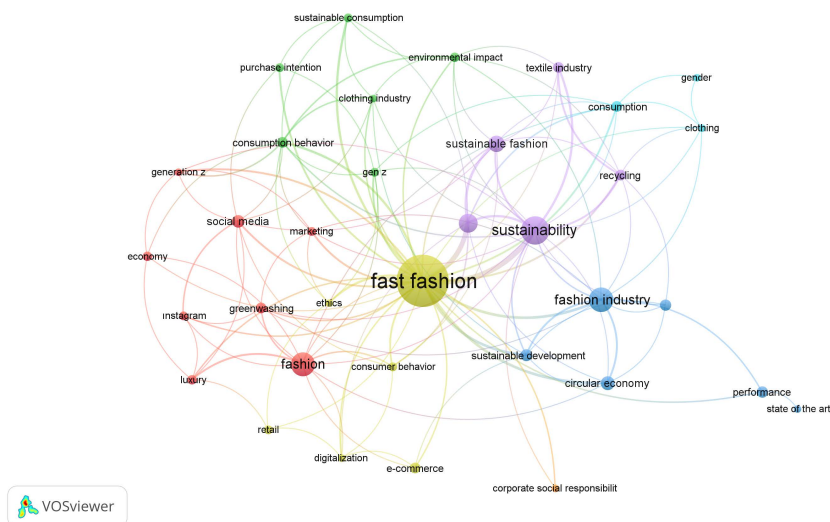 sustainable consumption
environmental impact
purchase intention
textile industry
gender
clothing industry
consumption
clothing
consumption behavior
sustainable fashion
generation z
gen z
recycling
social media
marketing
sustainability
economy
fast fashion
fashion industry
ethics
greenwashing
ınstagram
sustainable development
fashion
consumer behavior
luxury
circular economy
performance
state of the art
retail
digitalization
e-commerce
corporate social responsibilit
VOSviewer